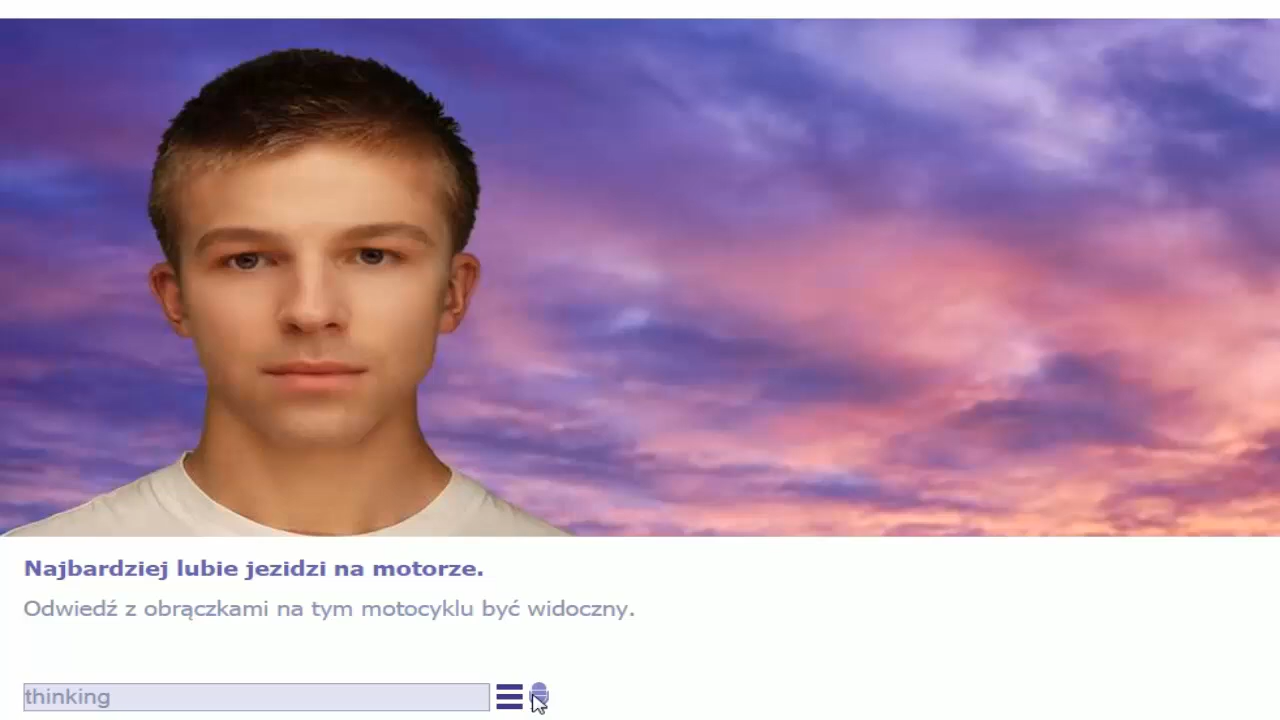 Najbardziej lubie jezidzi na motorze.
Odwiedź z obrączkami na tym motocyklu być widoczny.
thinking